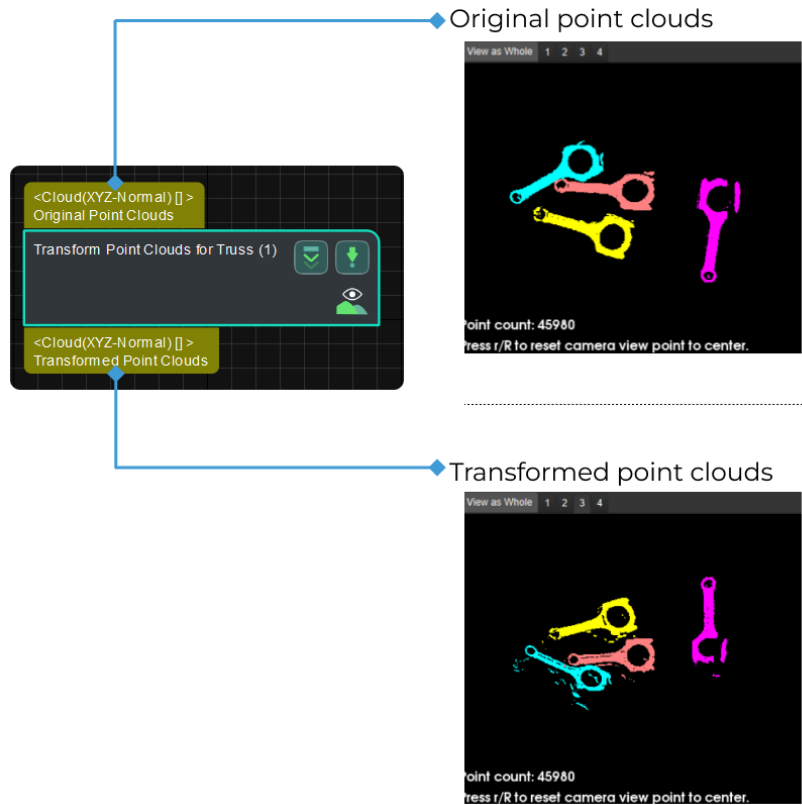 Original point clouds
View as Whole 1 2 3 4
<Cloud(XYZ-Normal) [] >
Original Point Clouds
Transform Point Clouds for Truss (1)
<Cloud(XYZ-Normal) [] >
Transformed Point Clouds
Point count: 45980
Press r/R to reset camera view point to center.
Transformed point clouds
View as Whole 1 2 3 4
Point count: 45980
Press r/R to reset camera view point to center.